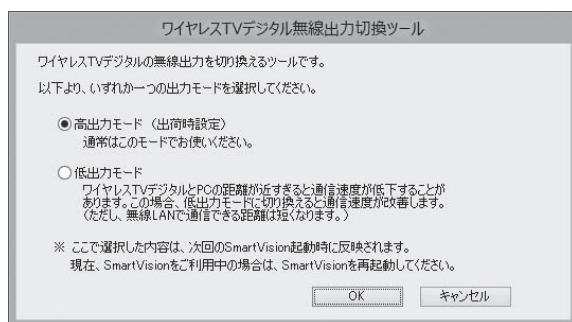 ワイヤレスTVデジタル無線出力切換ツール
ワイヤレスTVデジタルの無線出力を切り換えるツールです。
以下より、いずれか一つの出力モードを選択してください。
高出力モード（出荷時設定）
通常はこのモードでお使いください。
低出力モード
ワイヤレスTVデジタルとPCの距離が近すぎると通信速度が低下することが
あります。この場合、低出力モードに切り換えると通信速度が改善します。
（ただし、無線LANで通信できる距離は短くなります。）
※ ここで選択した内容は、次回のSmartVision起動時に反映されます。
現在、SmartVisionをご利用中の場合は、SmartVisionを再起動してください。
OK キャンセル